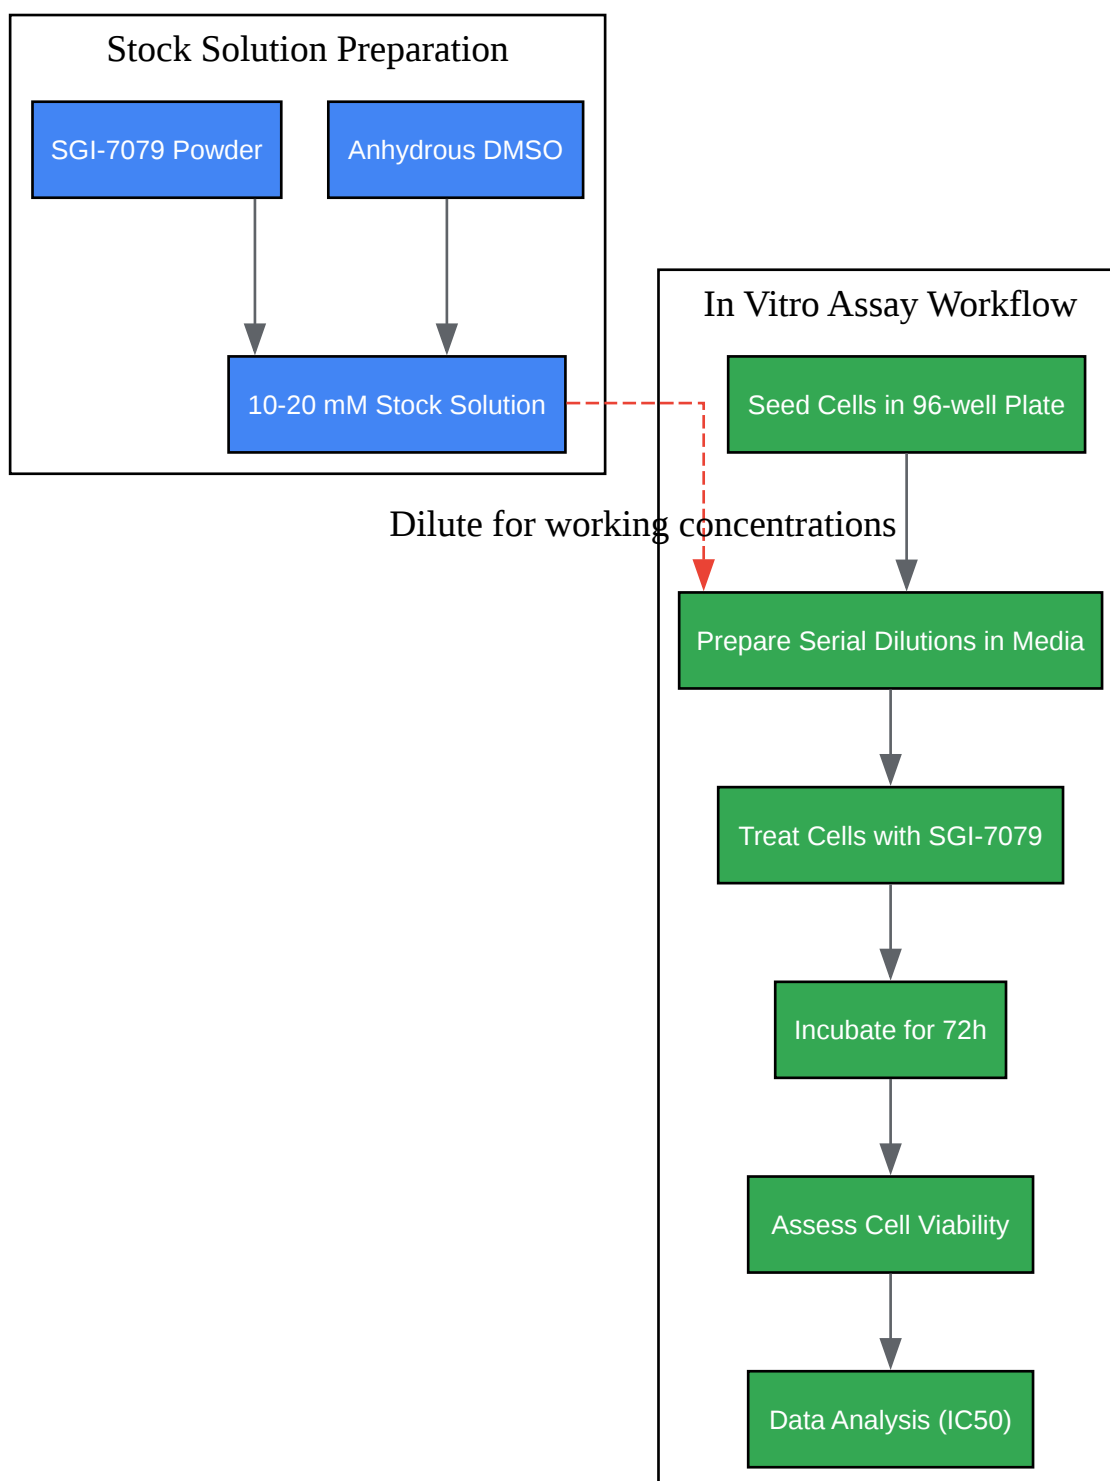 Stock Solution Preparation
SGI-7079 Powder
Anhydrous DMSO
10-20 mM Stock Solution
In Vitro Assay Workflow
Seed Cells in 96-well Plate
Dilute for working concentrations
Prepare Serial Dilutions in Media
Treat Cells with SGI-7079
Incubate for 72h
Assess Cell Viability
Data Analysis (IC50)